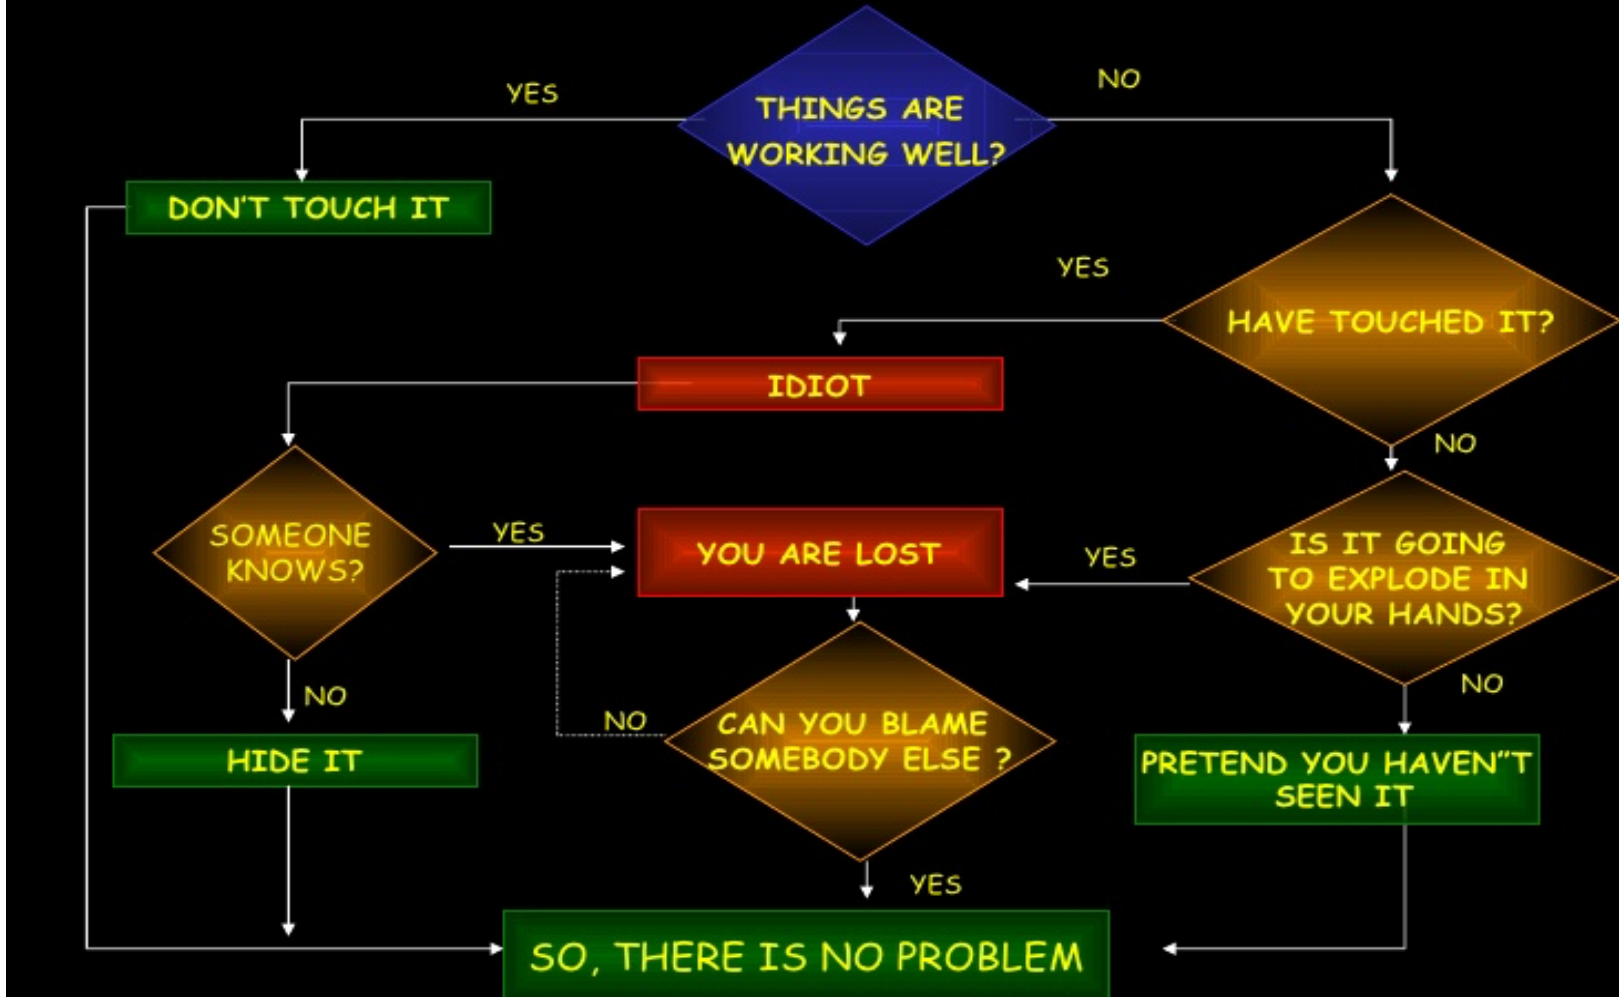 YES
NO
THINGS ARE
WORKING WELL?
DON'T TOUCH IT
YES
HAVE TOUCHED IT?
IDIOT
NO
SOMEONE
KNOWS?
YES
YOU ARE LOST
YES
IS IT GOING
TO EXPLODE IN
YOUR HANDS?
NO
NO
NO
HIDE IT
CAN YOU BLAME
SOMEBODY ELSE ?
PRETEND YOU HAVEN"T
SEEN IT
YES
SO, THERE IS NO PROBLEM